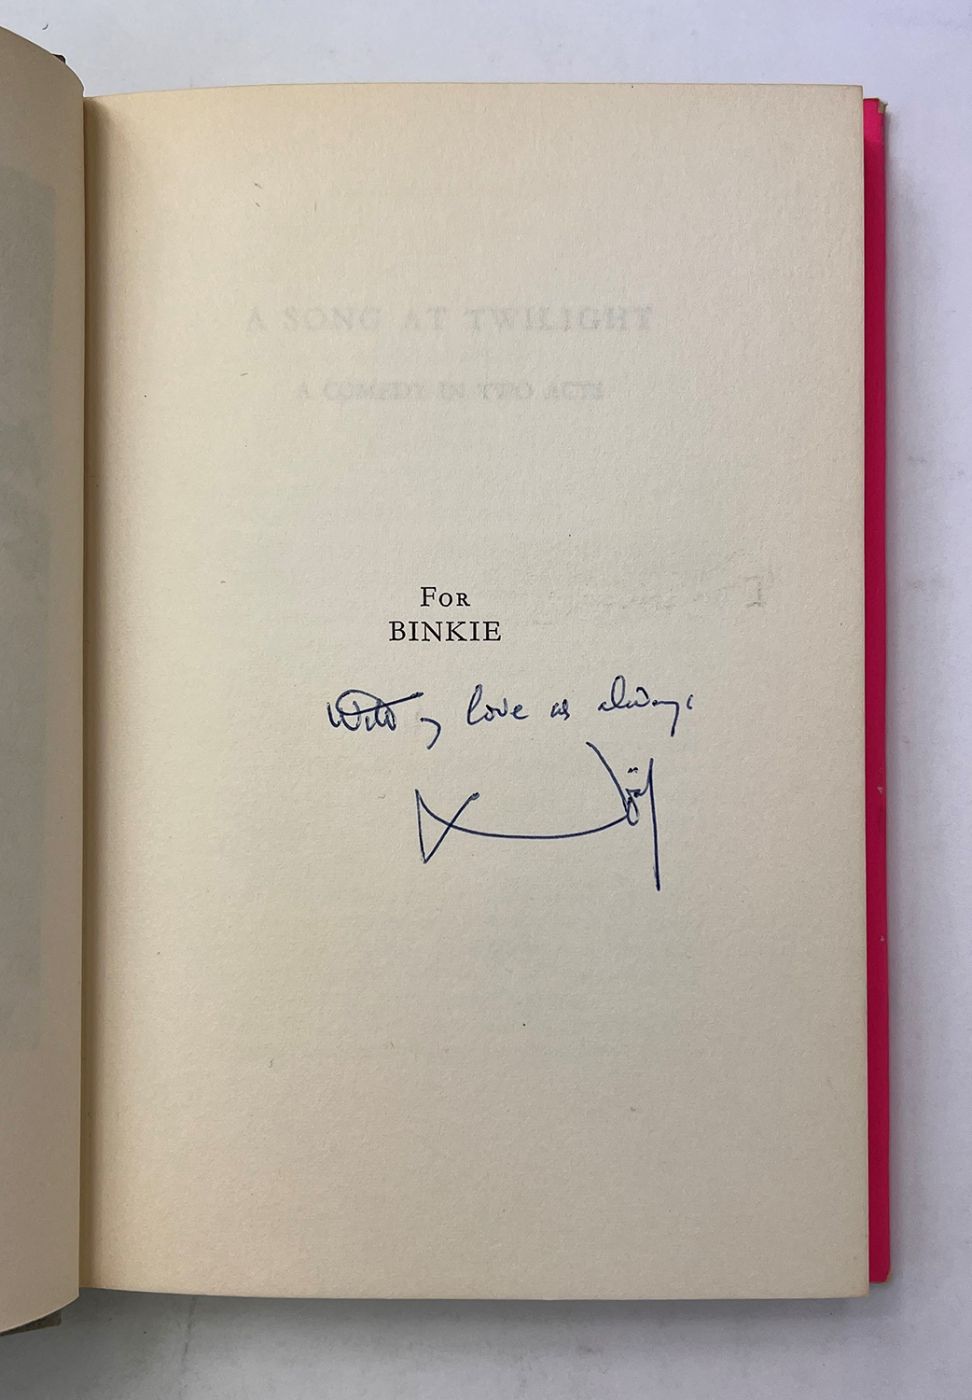 A SONG AT TWILIGHT
A COMEDY IN TWO ACTS
FOR
BINKIE
With my love as always
Noël